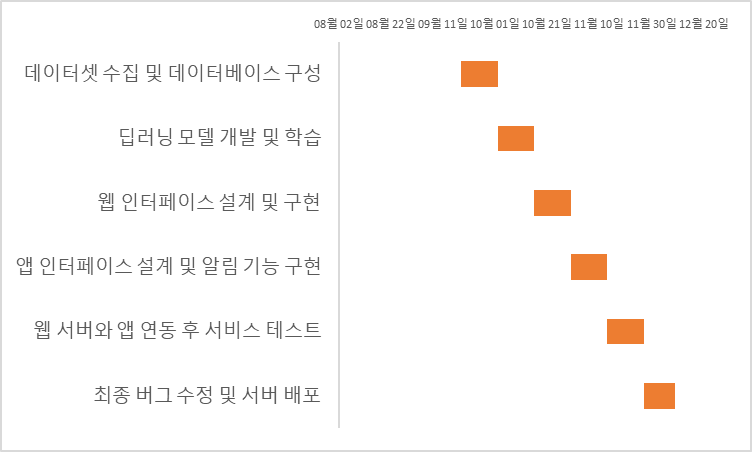 08월 02일 08월 22일 09월 11일 10월 01일 10월 21일 11월 10일 11월 30일 12월 20일
데이터셋 수집 및 데이터베이스 구성
딥러닝 모델 개발 및 학습
웹 인터페이스 설계 및 구현
앱 인터페이스 설계 및 알림 기능 구현
웹 서버와 앱 연동 후 서비스 테스트
최종 버그 수정 및 서버 배포